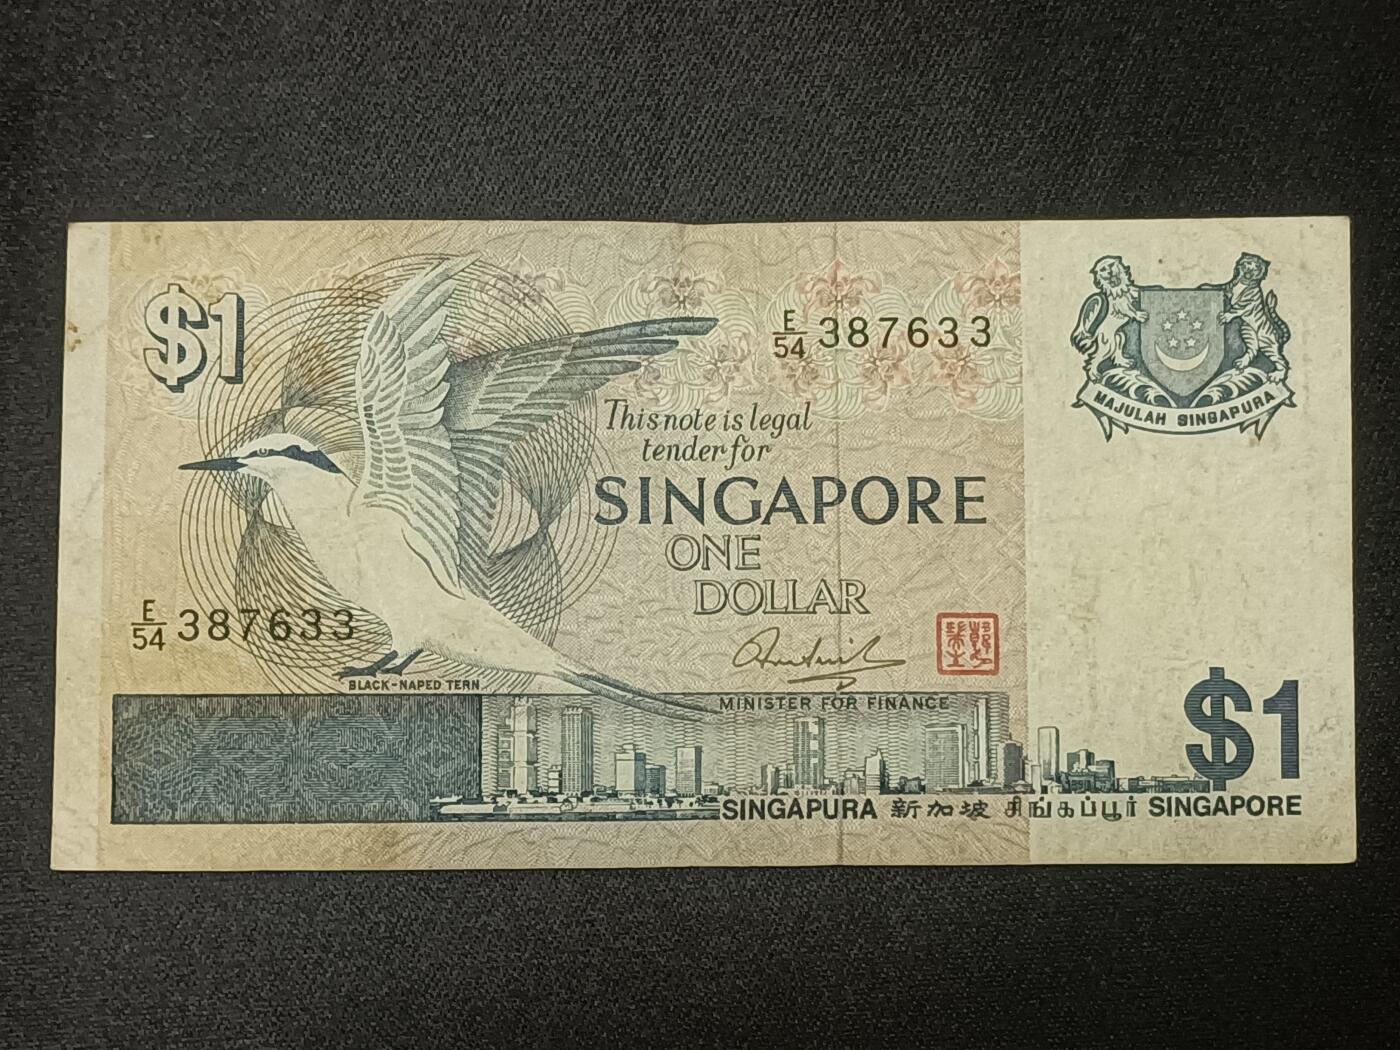 $1
E/54 387633
MAJULAH SINGAPURA
This note is legal
tender for
SINGAPORE
ONE
DOLLAR
E/54 387633
BLACK-NAPED TERN
MINISTER FOR FINANCE
$1
SINGAPURA 新加坡 சிங்கப்பூர் SINGAPORE